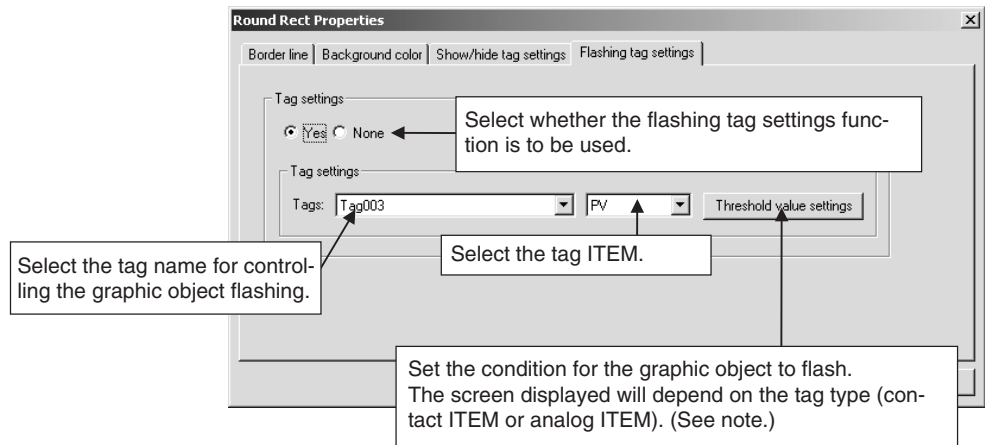 Round Rect Properties
Border line Background color Show/hide tag settings Flashing tag settings
Tag settings
Yes None
Select whether the flashing tag settings func-
tion is to be used.
Tag settings
Tags: Tag003 PV Threshold value settings
Select the tag name for control-
ling the graphic object flashing.
Select the tag ITEM.
Set the condition for the graphic object to flash.
The screen displayed will depend on the tag type (con-
tact ITEM or analog ITEM). (See note.)